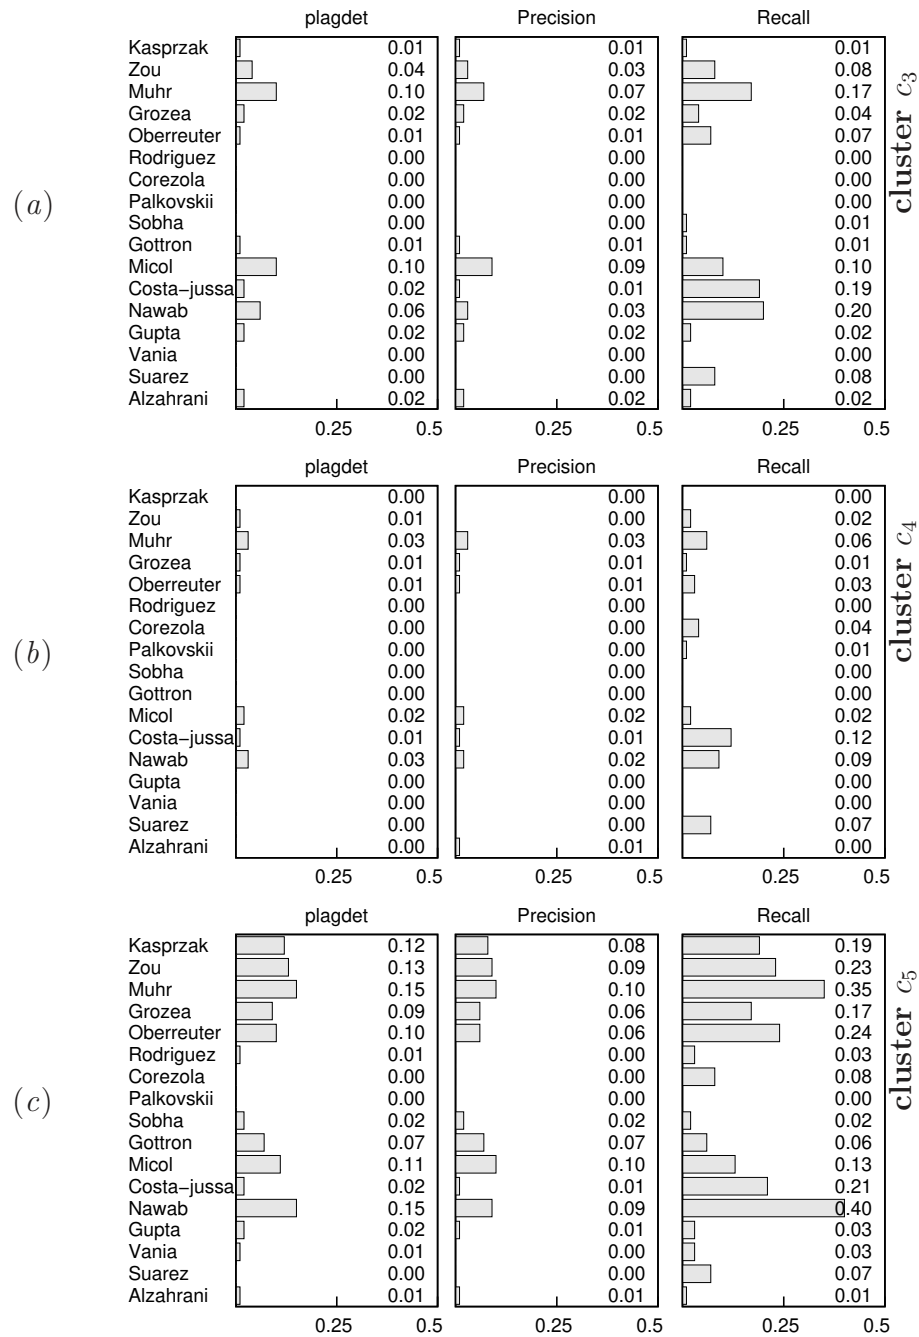 plagdet Precision Recall
Kasprzak 0.01 0.01 0.01
Zou 0.04 0.03 0.08
Muhr 0.10 0.07 0.17
Grozea 0.02 0.02 0.04
Oberreuter 0.01 0.01 0.07
Rodriguez 0.00 0.00 0.00
Corezola 0.00 0.00 0.00
Palkovskii 0.00 0.00 0.00
Sobha 0.00 0.00 0.01
Gottron 0.01 0.01 0.01
Micol 0.10 0.09 0.10
Costa-jussa 0.02 0.01 0.19
Nawab 0.06 0.03 0.20
Gupta 0.02 0.02 0.02
Vania 0.00 0.00 0.00
Suarez 0.00 0.00 0.08
Alzahrani 0.02 0.02 0.02
0.25 0.5 0.25 0.5 0.25 0.5
(a)
cluster c3
plagdet Precision Recall
Kasprzak 0.00 0.00 0.00
Zou 0.01 0.00 0.02
Muhr 0.03 0.03 0.06
Grozea 0.01 0.01 0.01
Oberreuter 0.01 0.01 0.03
Rodriguez 0.00 0.00 0.00
Corezola 0.00 0.00 0.04
Palkovskii 0.00 0.00 0.01
Sobha 0.00 0.00 0.00
Gottron 0.00 0.00 0.00
Micol 0.02 0.02 0.02
Costa-jussa 0.01 0.01 0.12
Nawab 0.03 0.02 0.09
Gupta 0.00 0.00 0.00
Vania 0.00 0.00 0.00
Suarez 0.00 0.00 0.07
Alzahrani 0.00 0.01 0.00
0.25 0.5 0.25 0.5 0.25 0.5
(b)
cluster c4
plagdet Precision Recall
Kasprzak 0.12 0.08 0.19
Zou 0.13 0.09 0.23
Muhr 0.15 0.10 0.35
Grozea 0.09 0.06 0.17
Oberreuter 0.10 0.06 0.24
Rodriguez 0.01 0.00 0.03
Corezola 0.00 0.00 0.08
Palkovskii 0.00 0.00 0.00
Sobha 0.02 0.02 0.02
Gottron 0.07 0.07 0.06
Micol 0.11 0.10 0.13
Costa-jussa 0.02 0.01 0.21
Nawab 0.15 0.09 0.40
Gupta 0.02 0.01 0.03
Vania 0.01 0.00 0.03
Suarez 0.00 0.00 0.07
Alzahrani 0.01 0.01 0.01
0.25 0.5 0.25 0.5 0.25 0.5
(c)
cluster c5